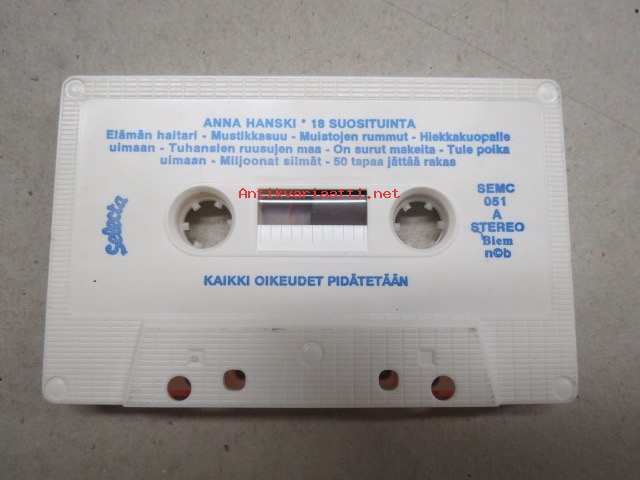 ANNA HANSKI * 18 SUOSITUINTA
Elämän haitari - Mustikkasuu - Muistojen rummut - Hiekkakuopalle
uimaan - Tuhansien ruusujen maa - On surut makeita - Tule poika
uimaan - Miljoonat silmät - 50 tapaa jättää rakas
Antikvariaatti.net
Selecta
SEMC
051
A
STEREO
Biem
n©b
KAIKKI OIKEUDET PIDÄTETÄÄN